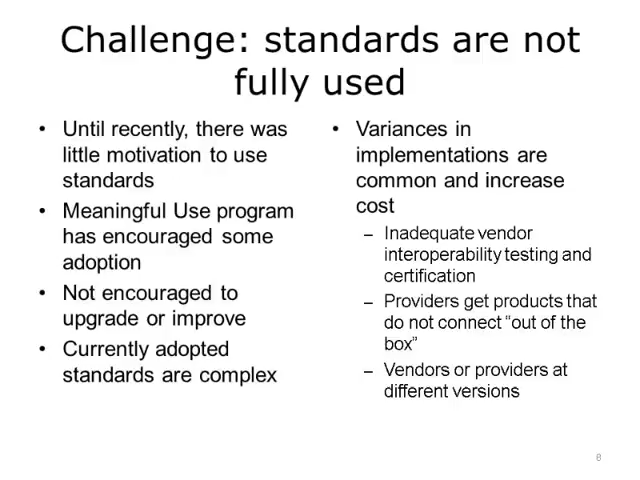 Challenge: standards are not
fully used
• Until recently, there was
little motivation to use
standards
• Meaningful Use program
has encouraged some
adoption
• Not encouraged to
upgrade or improve
• Currently adopted
standards are complex
• Variances in
implementations are
common and increase
cost
– Inadequate vendor
interoperability testing and
certification
– Providers get products that
do not connect “out of the
box”
– Vendors or providers at
different versions